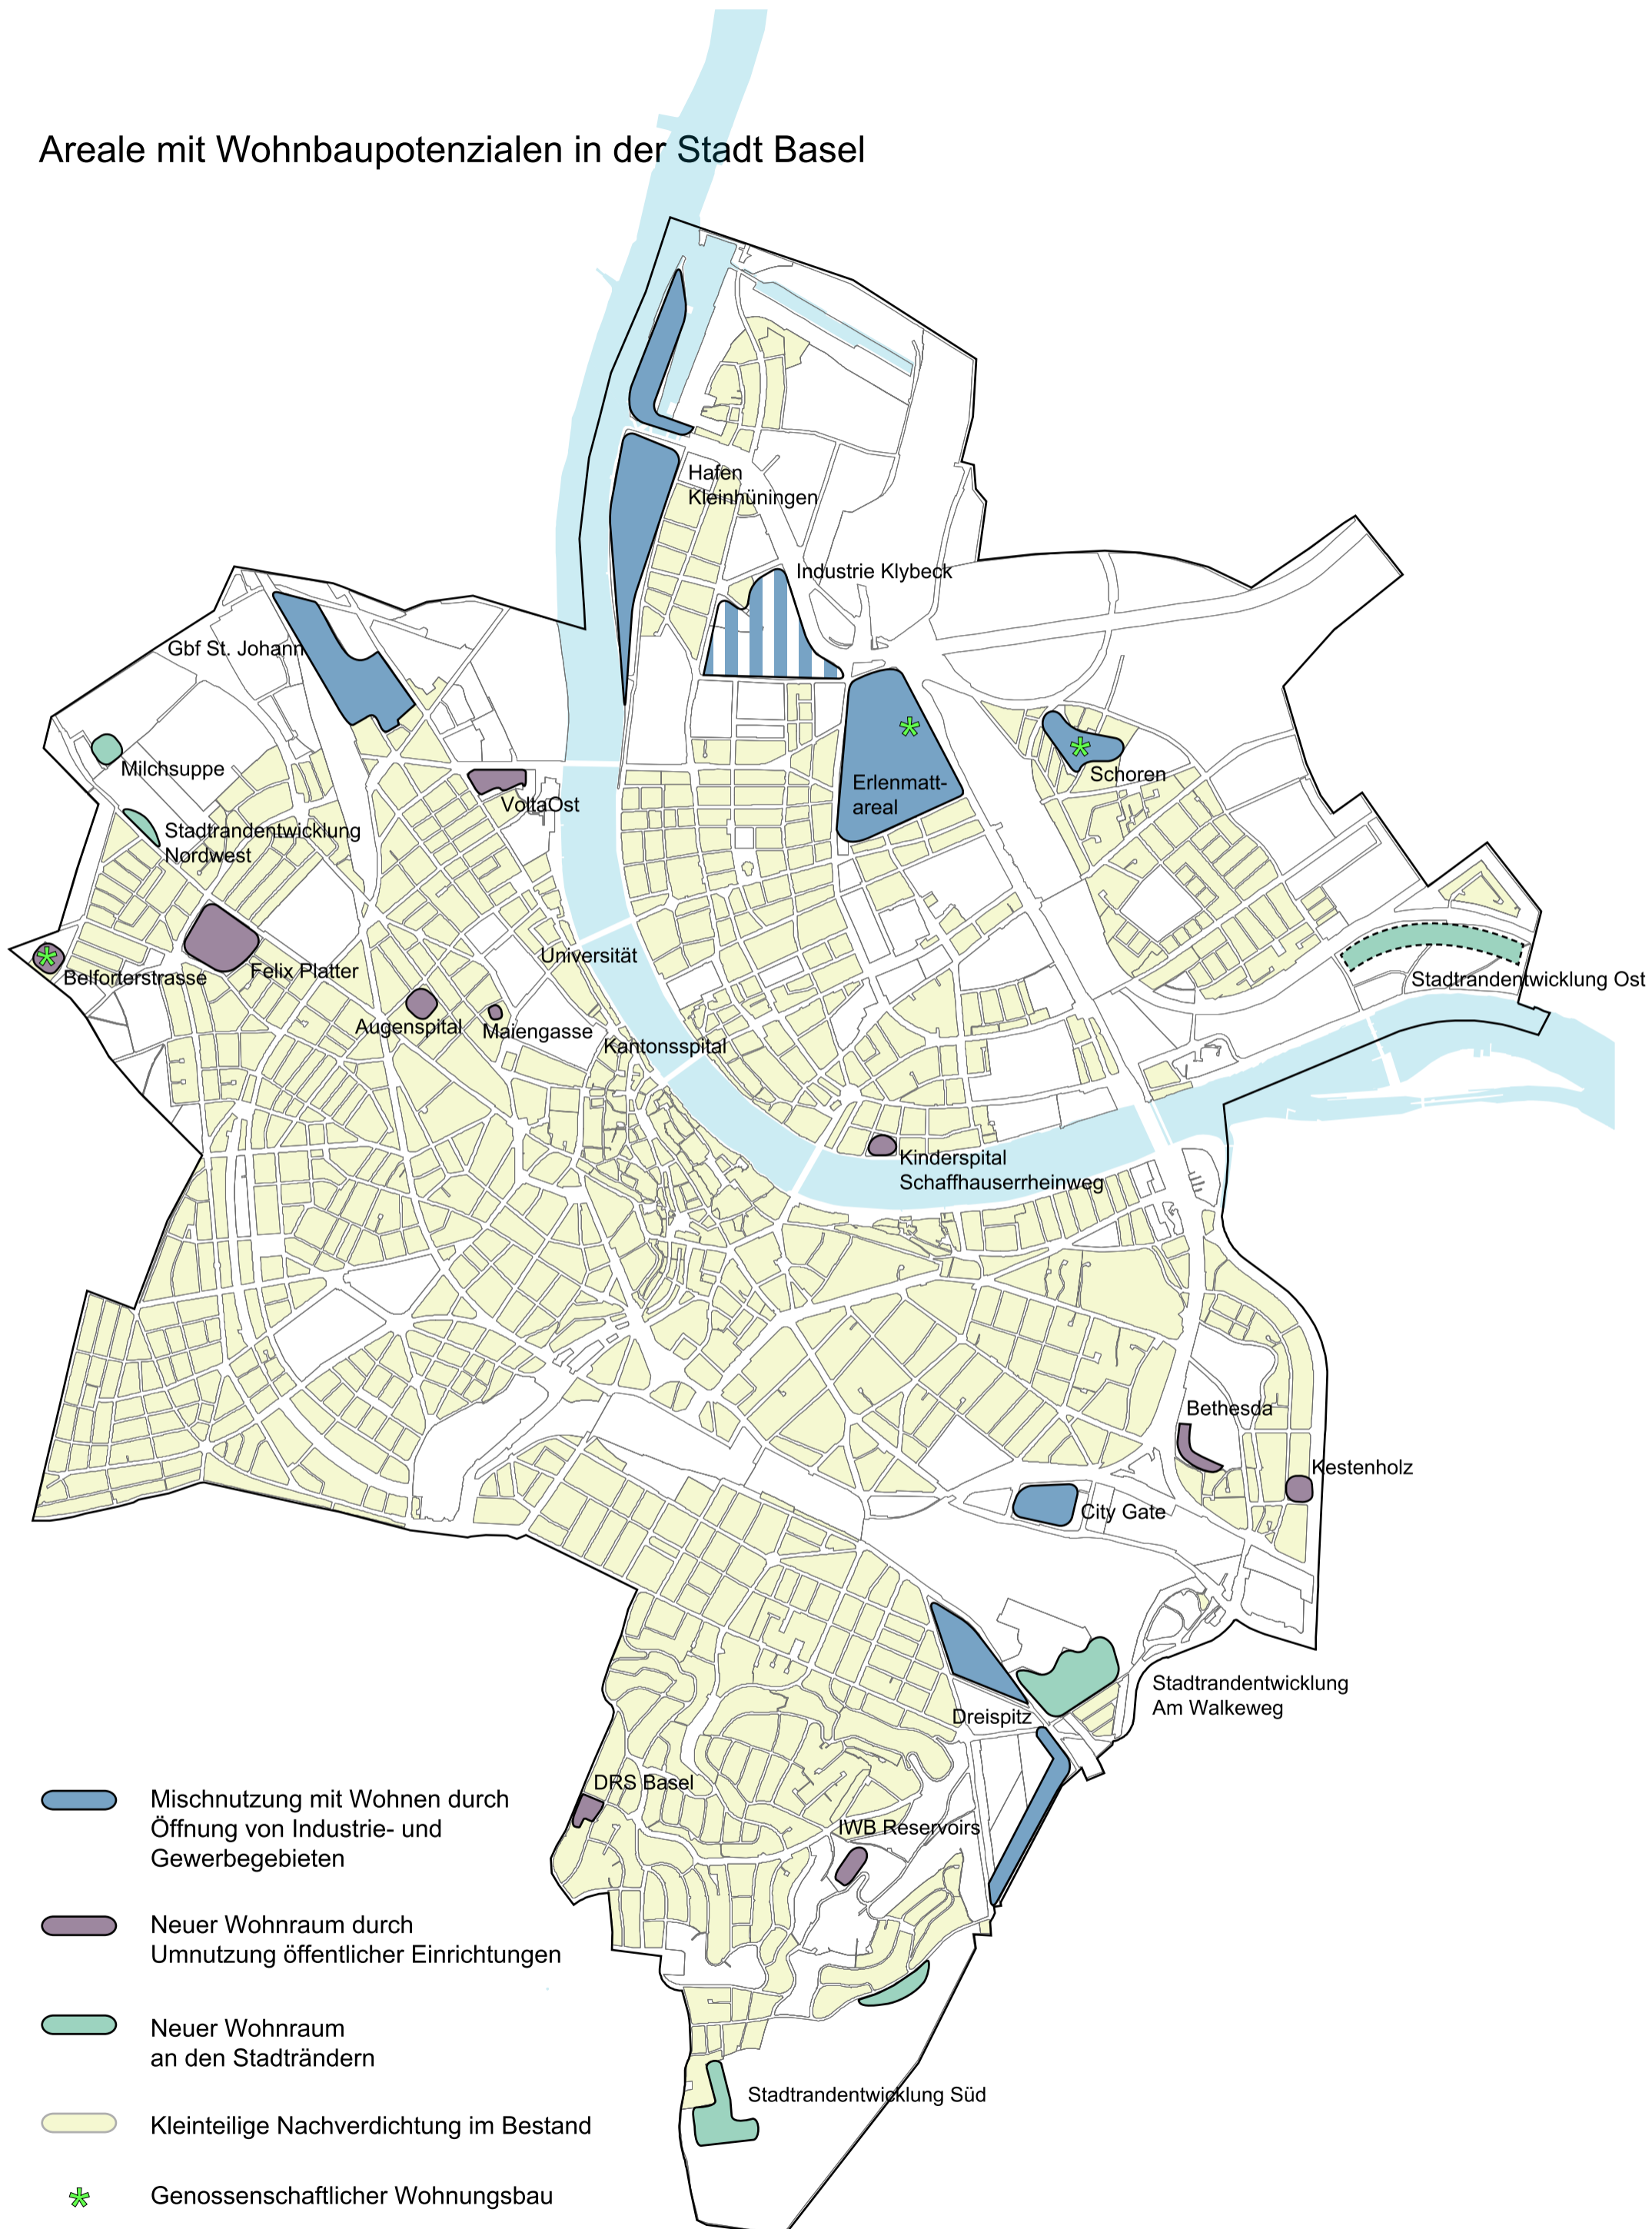 Areale mit Wohnbaupotenzialen in der Stadt Basel
Hafen
Kleinhüningen
Industrie Klybeck
Gbf St. Johann
Milchsuppe
Schoren
Erlenmatt-
areal
VoltaOst
Stadtrandentwicklung
Nordwest
Universität
Felix Platter
Belforterstrasse
Stadtrandentwicklung Ost
Augenspital
Maiengasse
Kantonsspital
Kinderspital
Schaffhauserrheinweg
Bethesda
Kestenholz
City Gate
Stadtrandentwicklung
Am Walkeweg
Dreispitz
DRS Basel
IWB Reservoirs
Stadtrandentwicklung Süd
Mischnutzung mit Wohnen durch
Öffnung von Industrie- und
Gewerbegebieten
Neuer Wohnraum durch
Umnutzung öffentlicher Einrichtungen
Neuer Wohnraum
an den Stadträndern
Kleinteilige Nachverdichtung im Bestand
Genossenschaftlicher Wohnungsbau